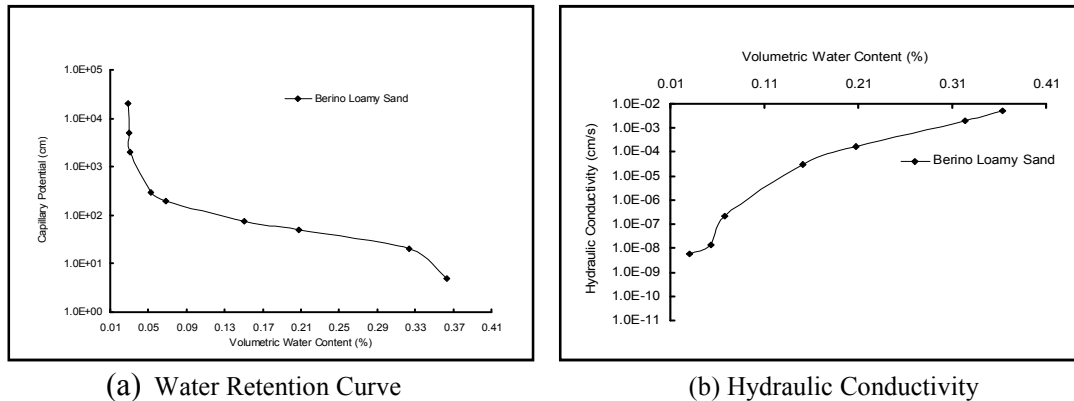 1.0E+05
1.0E+04
1.0E+03
1.0E+02
1.0E+01
1.0E+00
Capillary Potential (cm)
Berino Loamy Sand
0.01 0.05 0.09 0.13 0.17 0.21 0.25 0.29 0.33 0.37 0.41
Volumetric Water Content (%)
(a) Water Retention Curve
Volumetric Water Content (%)
0.01 0.11 0.21 0.31 0.41
1.0E-02
1.0E-03
1.0E-04
1.0E-05
1.0E-06
1.0E-07
1.0E-08
1.0E-09
1.0E-10
1.0E-11
Hydraulic Conductivity (cm/s)
Berino Loamy Sand
(b) Hydraulic Conductivity